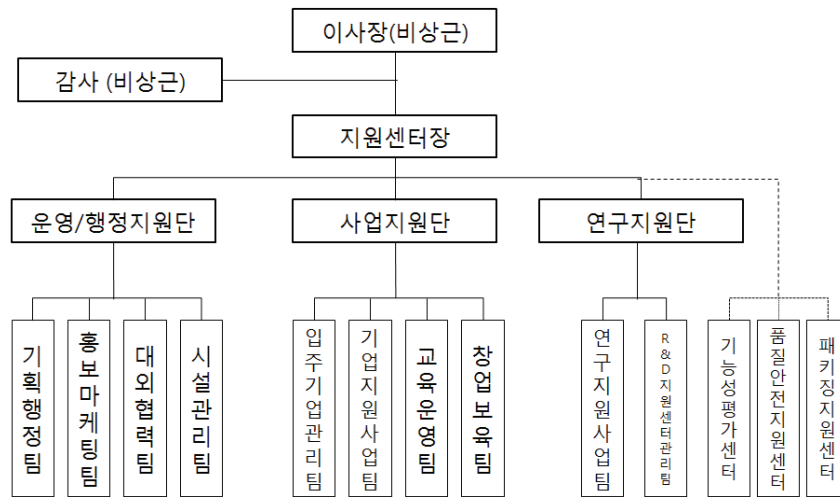 이사장(비상근)
감사 (비상근)
지원센터장
운영/행정지원단
사업지원단
연구지원단
기획행정팀
홍보마케팅팀
대외협력팀
시설관리팀
입주기업관리팀
기업지원사업팀
교육운영팀
창업보육팀
연구지원사업팀
R&D지원센터관리팀
기능성평가센터
품질안전지원센터
패키징지원센터